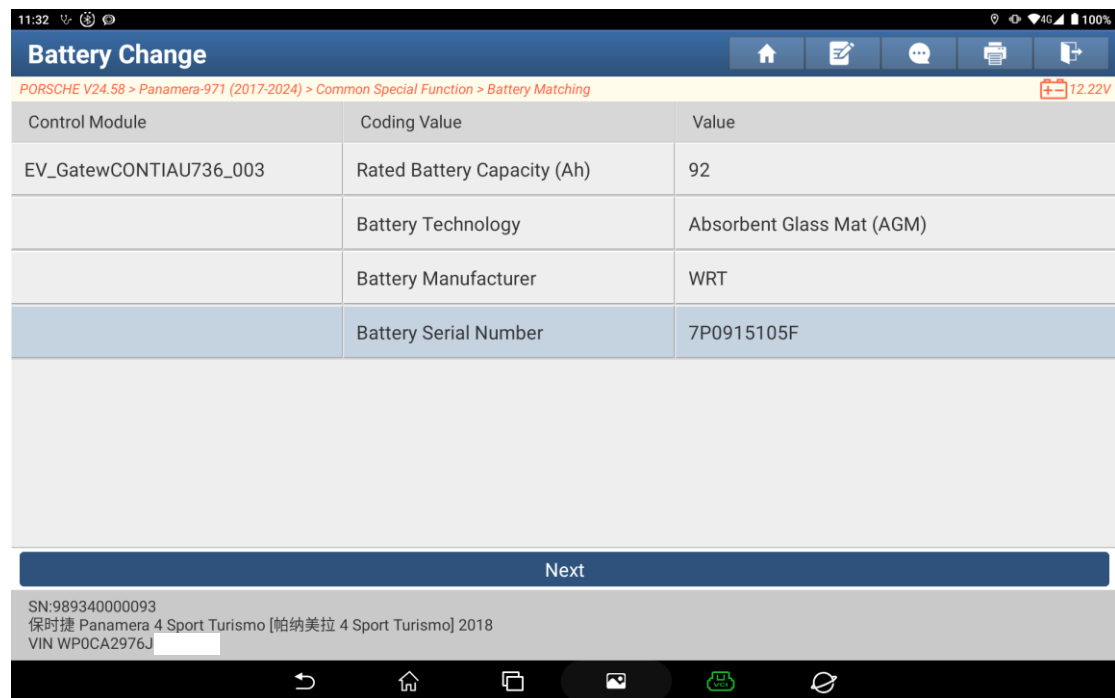 11:32 4G 100%
Battery Change
PORSCHE V24.58 > Panamera-971 (2017-2024) > Common Special Function > Battery Matching 12.22V
Control Module Coding Value Value
EV_GatewCONTIAU736_003 Rated Battery Capacity (Ah) 92
Battery Technology Absorbent Glass Mat (AGM)
Battery Manufacturer WRT
Battery Serial Number 7P0915105F
Next
SN:989340000093
保时捷 Panamera 4 Sport Turismo [帕纳美拉 4 Sport Turismo] 2018
VIN WP0CA2976J
VCI